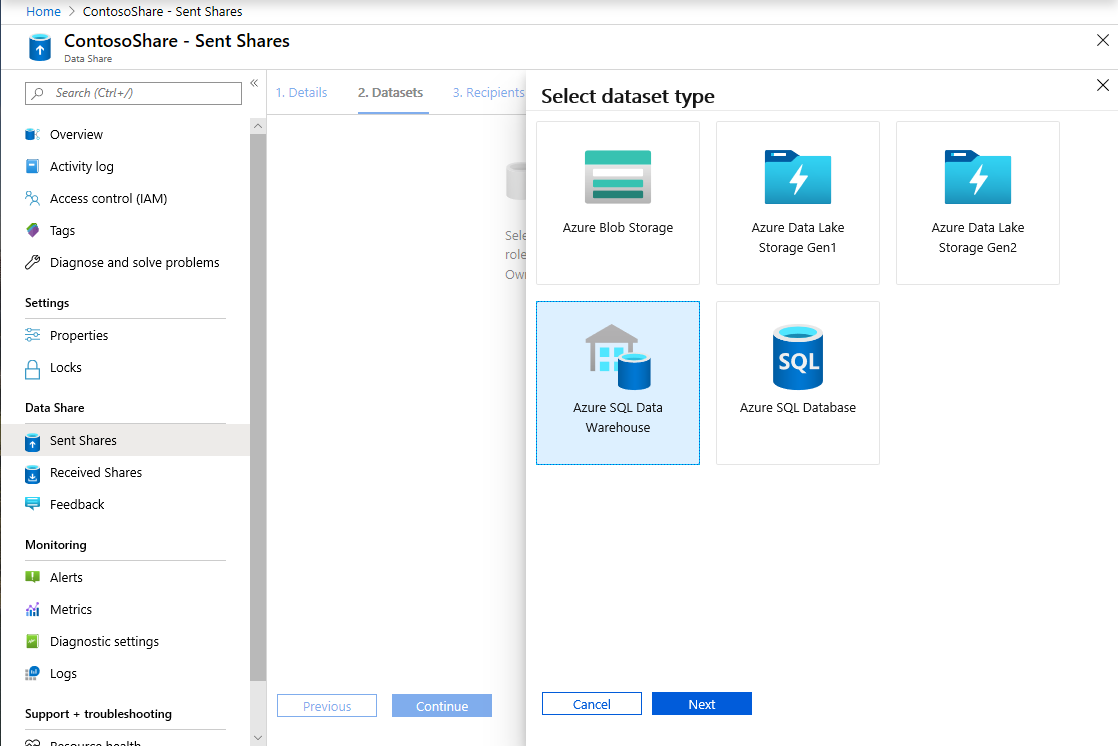 Home > ContosoShare - Sent Shares
ContosoShare - Sent Shares
Data Share
Search (Ctrl+/)
«
Overview
Activity log
Access control (IAM)
Tags
Diagnose and solve problems
Settings
Properties
Locks
Data Share
Sent Shares
Received Shares
Feedback
Monitoring
Alerts
Metrics
Diagnostic settings
Logs
Support + troubleshooting
Resource health
1. Details
2. Datasets
3. Recipients
Sele
role
Own
Previous
Continue
Select dataset type
Azure Blob Storage
Azure Data Lake
Storage Gen1
Azure Data Lake
Storage Gen2
Azure SQL Data
Warehouse
SQL
Azure SQL Database
Cancel
Next